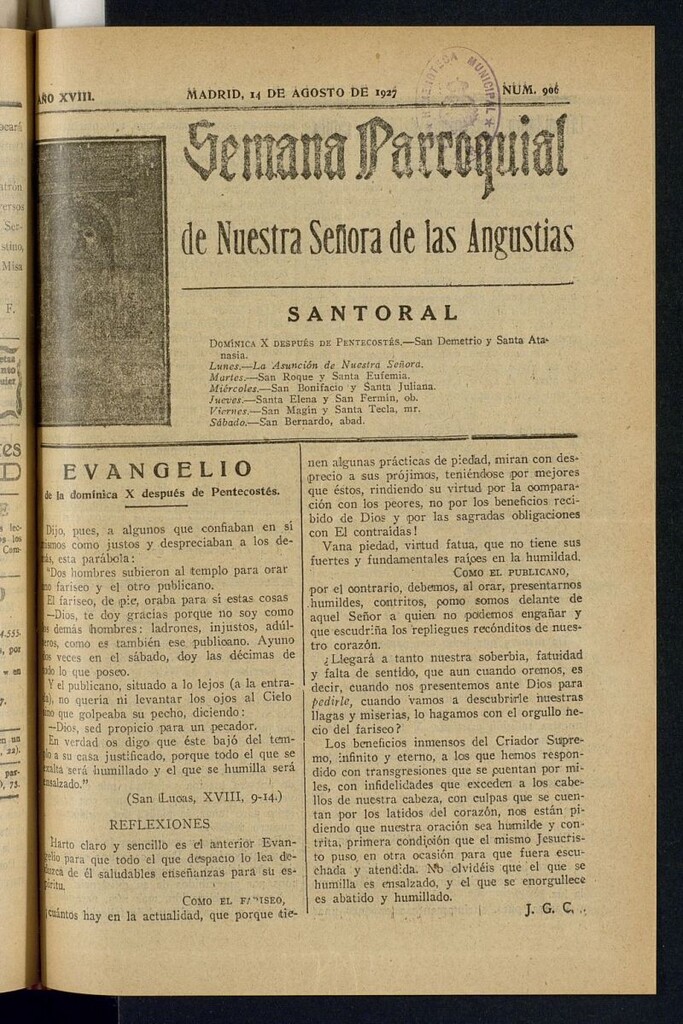 AÑO XVIII.
MADRID, 14 DE AGOSTO DE 1927
NUM. 906
HEMEROTECA MUNICIPAL
Semana Parroquial
de Nuestra Señora de las Angustias
SANTORAL
DOMÍNICA X DESPUÉS DE PENTECOSTÉS.—San Demetrio y Santa Ata-
nasia.
Lunes.—La Asunción de Nuestra Señora.
Martes.—San Roque y Santa Eufemia.
Miércoles.—San Bonifacio y Santa Juliana.
Jueves.—Santa Elena y San Fermín, ob.
Viernes.—San Magín y Santa Tecla, mr.
Sábado.—San Bernardo, abad.
EVANGELIO
de la domínica X después de Pentecostés.
Dijo, pues, a algunos que confiaban en si
mismos como justos y despreciaban a los de-
más, esta parábola:
"Dos hombres subieron al templo para orar
uno fariseo y el otro publicano.
El fariseo, de pie, oraba para sí estas cosas
—Dios, te doy gracias porque no soy como
los demás hombres: ladrones, injustos, adúl-
teros, como es también ese publicano. Ayuno
dos veces en el sábado, doy las décimas de
todo lo que poseo.
Y el publicano, situado a lo lejos (a la entra-
da), no quería ni levantar los ojos al Cielo
sino que golpeaba su pecho, diciendo:
—Dios, sed propicio para un pecador.
En verdad os digo que éste bajó del tem-
plo a su casa justificado, porque todo el que se
exalta será humillado y el que se humilla será
ensalzado."
(San Lucas, XVIII, 9-14.)
REFLEXIONES
Harto claro y sencillo es el anterior Evan-
gelio para que todo el que despacio lo lea de-
duzca de él saludables enseñanzas para su es-
píritu.
COMO EL FARISEO,
¡cuántos hay en la actualidad, que porque tie-
nen algunas prácticas de piedad, miran con des-
precio a sus prójimos, teniéndose por mejores
que éstos, rindiendo su virtud por la compara-
ción con los peores, no por los beneficios reci-
bido de Dios y por las sagradas obligaciones
con El contraídas!
Vana piedad, virtud fatua, que no tiene sus
fuertes y fundamentales raíces en la humildad.
COMO EL PUBLICANO,
por el contrario, debemos, al orar, presentarnos
humildes, contritos, como somos delante de
aquel Señor a quien no podemos engañar y
que escudriña los repliegues recónditos de nues-
tro corazón.
¿Llegará a tanto nuestra soberbia, fatuidad
y falta de sentido, que aun cuando oremos, es
decir, cuando nos presentemos ante Dios para
pedirle, cuando vamos a descubrirle nuestras
llagas y miserias, lo hagamos con el orgullo ne-
cio del fariseo?
Los beneficios inmensos del Criador Supre-
mo, infinito y eterno, a los que hemos respon-
dido con transgresiones que se cuentan por mi-
les, con infidelidades que exceden a los cabe-
llos de nuestra cabeza, con culpas que se cuen-
tan por los latidos del corazón, nos están pi-
diendo que nuestra oración sea humilde y con-
trita, primera condición que el mismo Jesucris-
to puso en otra ocasión para que fuera escu-
chada y atendida. No olvidéis que el que se
humilla es ensalzado, y el que se enorgullece
es abatido y humillado.
J. G. C.